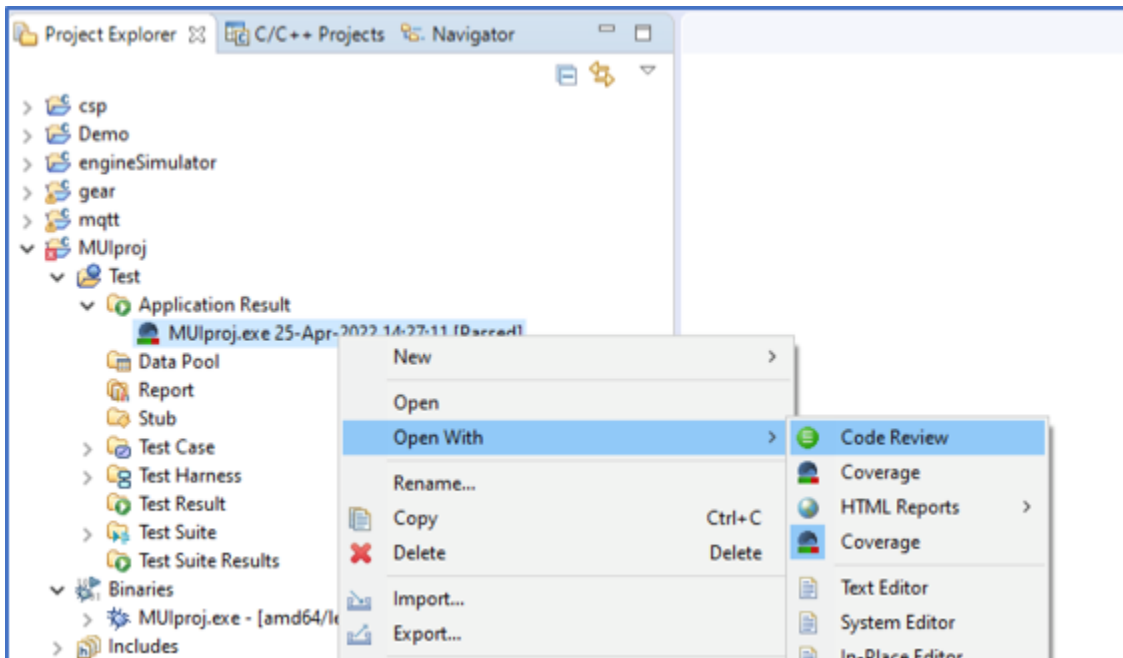 Project Explorer C/C++ Projects Navigator
csp
Demo
engineSimulator
gear
mqtt
MUIproj
Test
Application Result
MUIproj.exe 25-Apr-2022 14:27:11 [Passed]
Data Pool
Report
Stub
Test Case
Test Harness
Test Result
Test Suite
Test Suite Results
Binaries
MUIproj.exe - [amd64/le
Includes
New
Open
Open With
Rename...
Copy Ctrl+C
Delete Delete
Import...
Export...
Code Review
Coverage
HTML Reports
Coverage
Text Editor
System Editor
In-Place Editor